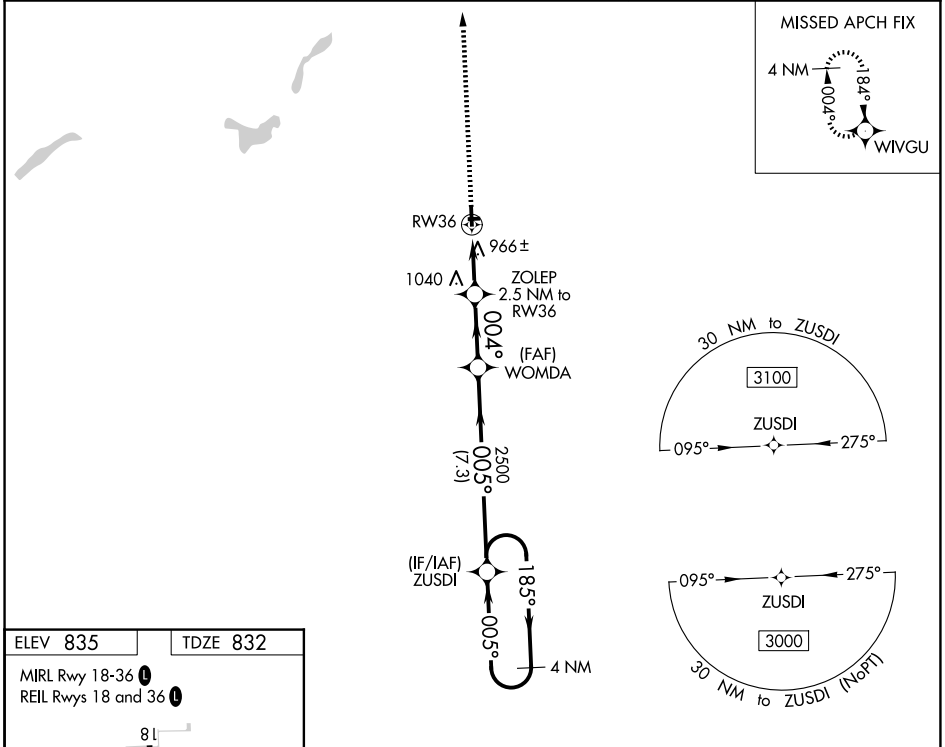 MISSED APCH FIX
4 NM
004°
184°
WIVGU
RW36
966±
1040
ZOLEP
2.5 NM to
RW36
004°
(FAF)
WOMDA
2500
005°
(7.3)
(IF/IAF)
ZUSDI
005°
185°
4 NM
30 NM to ZUSDI
3100
ZUSDI
095°
275°
095°
275°
ZUSDI
3000
30 NM to ZUSDI (NoPT)
ELEV 835
TDZE 832
MIRL Rwy 18-36 L
REIL Rwys 18 and 36 L
18